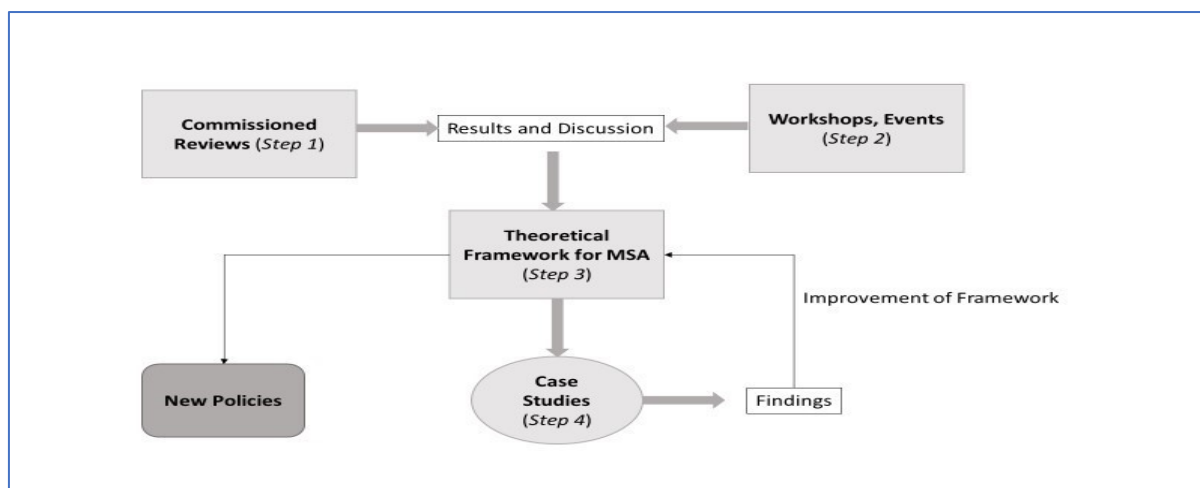 Commissioned
Reviews (Step 1)
Results and Discussion
Workshops, Events
(Step 2)
Theoretical
Framework for MSA
(Step 3)
Improvement of Framework
New Policies
Case
Studies
(Step 4)
Findings